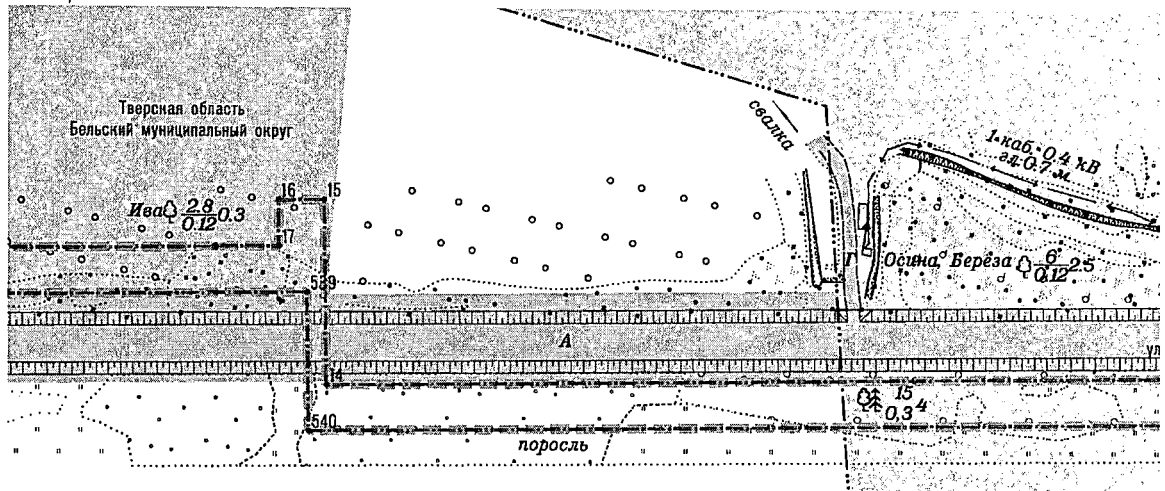 Тверская область
Бельский муниципальный округ
свалка
1 каб. 0.4 кВ
гл. 0.7 м.
16
15
Ива 2.8 0.3
0.12
17
539
Г
Осина, Берёза 6 2.5
0.12
А
ул
14
15 4
0,3
540
поросль